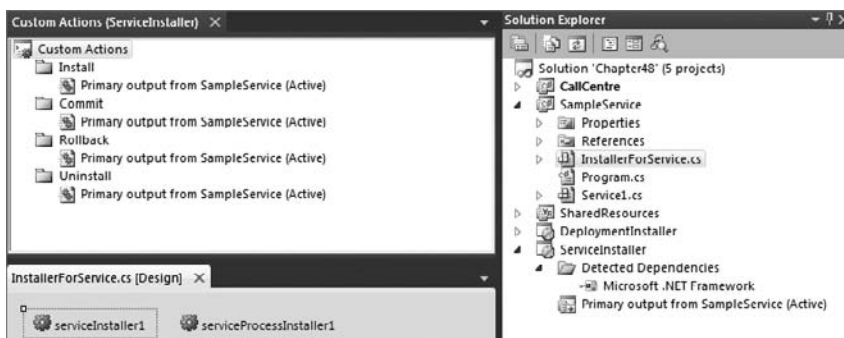 Custom Actions (ServiceInstaller)
Custom Actions
Install
Primary output from SampleService (Active)
Commit
Primary output from SampleService (Active)
Rollback
Primary output from SampleService (Active)
Uninstall
Primary output from SampleService (Active)
InstallerForService.cs [Design]
serviceInstaller1 serviceProcessInstaller1
Solution Explorer
Solution 'Chapter48' (5 projects)
CallCentre
SampleService
Properties
References
InstallerForService.cs
Program.cs
Service1.cs
SharedResources
DeploymentInstaller
ServiceInstaller
Detected Dependencies
Microsoft .NET Framework
Primary output from SampleService (Active)